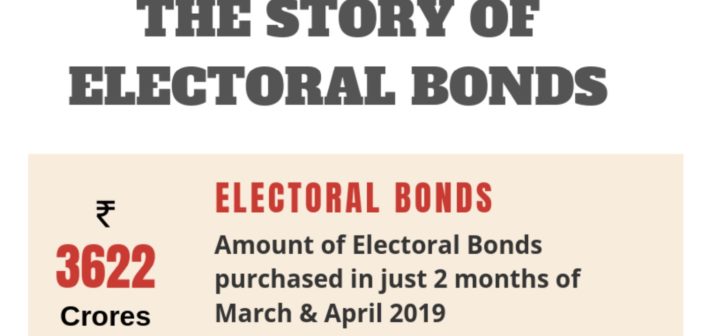 THE STORY OF
ELECTORAL BONDS
₹
3622
Crores
ELECTORAL BONDS
Amount of Electoral Bonds
purchased in just 2 months of
March & April 2019